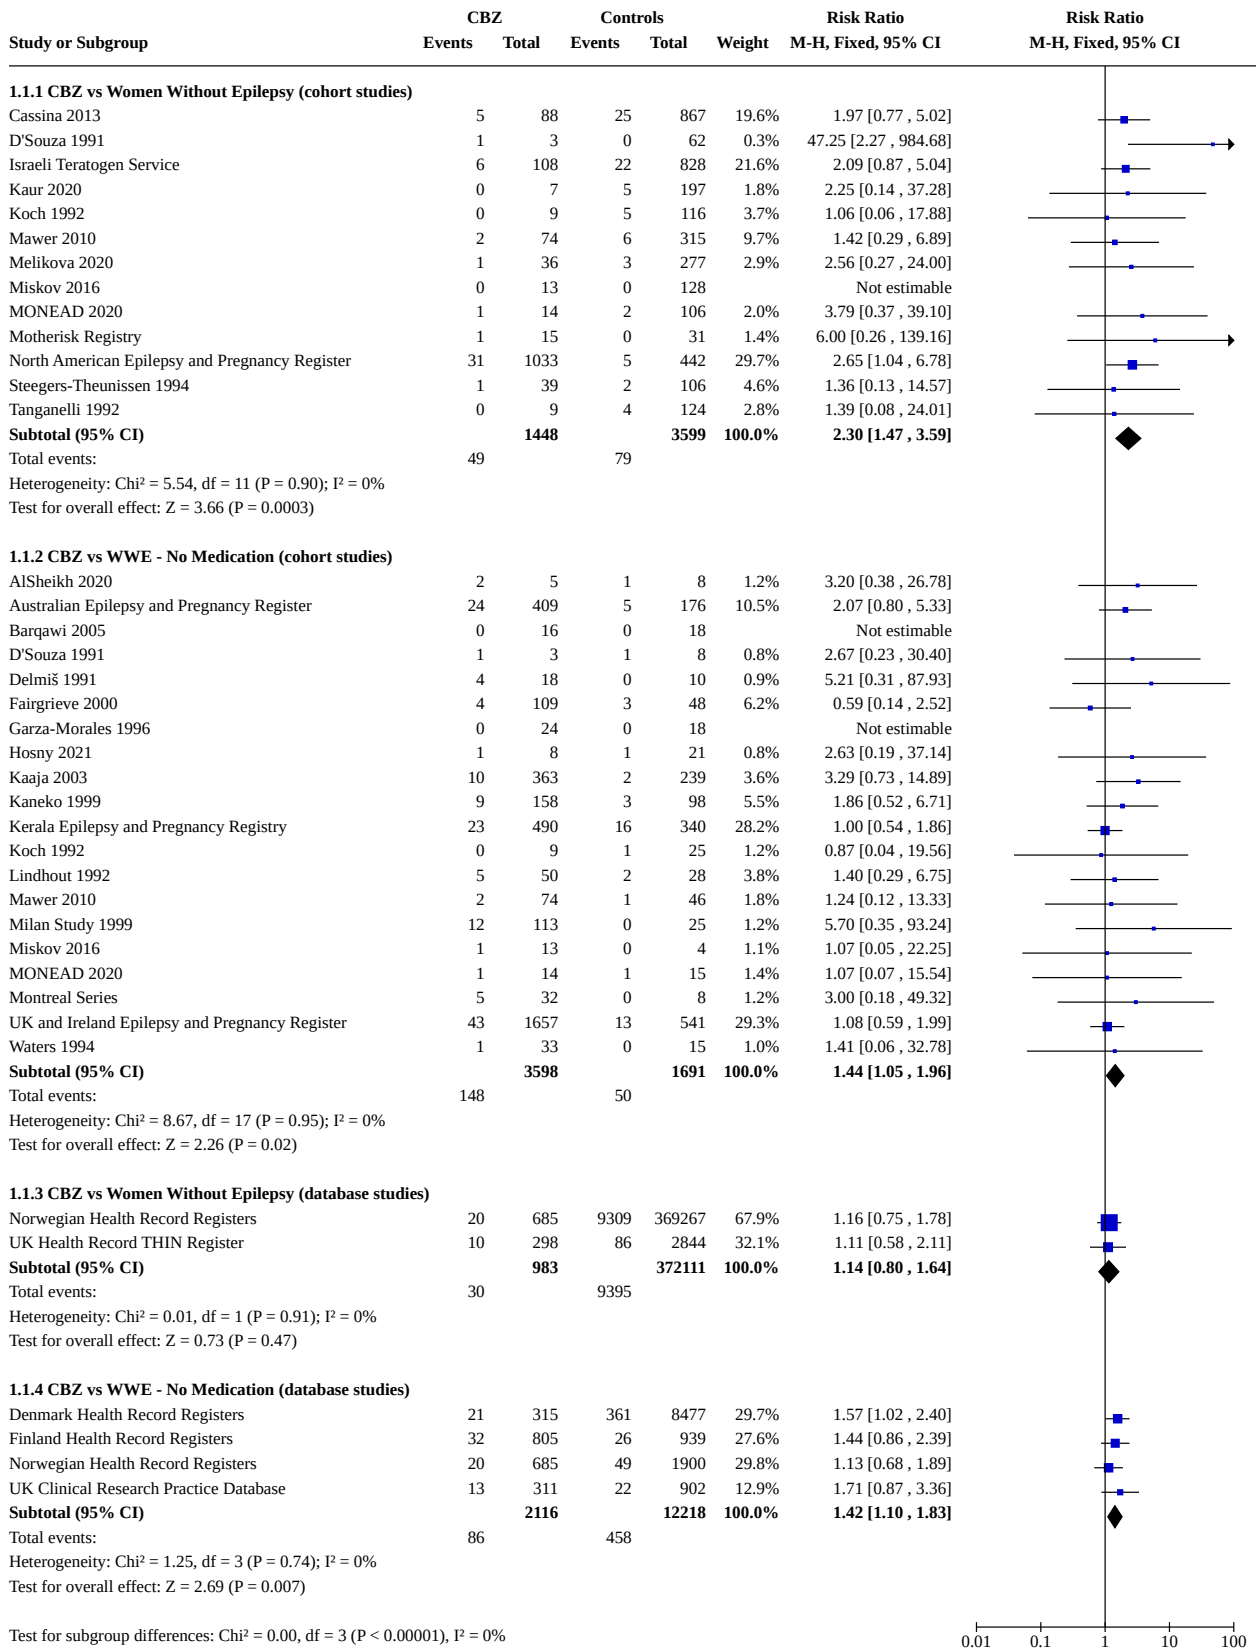 CBZ Controls Risk Ratio Risk Ratio
Study or Subgroup Events Total Events Total Weight M-H, Fixed, 95% CI M-H, Fixed, 95% CI
1.1.1 CBZ vs Women Without Epilepsy (cohort studies)
Cassina 2013 5 88 25 867 19.6% 1.97 [0.77 , 5.02]
D'Souza 1991 1 3 0 62 0.3% 47.25 [2.27 , 984.68]
Israeli Teratogen Service 6 108 22 828 21.6% 2.09 [0.87 , 5.04]
Kaur 2020 0 7 5 197 1.8% 2.25 [0.14 , 37.28]
Koch 1992 0 9 5 116 3.7% 1.06 [0.06 , 17.88]
Mawer 2010 2 74 6 315 9.7% 1.42 [0.29 , 6.89]
Melikova 2020 1 36 3 277 2.9% 2.56 [0.27 , 24.00]
Miskov 2016 0 13 0 128 Not estimable
MONEAD 2020 1 14 2 106 2.0% 3.79 [0.37 , 39.10]
Motherisk Registry 1 15 0 31 1.4% 6.00 [0.26 , 139.16]
North American Epilepsy and Pregnancy Register 31 1033 5 442 29.7% 2.65 [1.04 , 6.78]
Steegers-Theunissen 1994 1 39 2 106 4.6% 1.36 [0.13 , 14.57]
Tanganelli 1992 0 9 4 124 2.8% 1.39 [0.08 , 24.01]
Subtotal (95% CI) 1448 3599 100.0% 2.30 [1.47 , 3.59]
Total events: 49 79
Heterogeneity: Chi² = 5.54, df = 11 (P = 0.90); I² = 0%
Test for overall effect: Z = 3.66 (P = 0.0003)
1.1.2 CBZ vs WWE - No Medication (cohort studies)
AlSheikh 2020 2 5 1 8 1.2% 3.20 [0.38 , 26.78]
Australian Epilepsy and Pregnancy Register 24 409 5 176 10.5% 2.07 [0.80 , 5.33]
Barqawi 2005 0 16 0 18 Not estimable
D'Souza 1991 1 3 1 8 0.8% 2.67 [0.23 , 30.40]
Delmiš 1991 4 18 0 10 0.9% 5.21 [0.31 , 87.93]
Fairgrieve 2000 4 109 3 48 6.2% 0.59 [0.14 , 2.52]
Garza-Morales 1996 0 24 0 18 Not estimable
Hosny 2021 1 8 1 21 0.8% 2.63 [0.19 , 37.14]
Kaaja 2003 10 363 2 239 3.6% 3.29 [0.73 , 14.89]
Kaneko 1999 9 158 3 98 5.5% 1.86 [0.52 , 6.71]
Kerala Epilepsy and Pregnancy Registry 23 490 16 340 28.2% 1.00 [0.54 , 1.86]
Koch 1992 0 9 1 25 1.2% 0.87 [0.04 , 19.56]
Lindhout 1992 5 50 2 28 3.8% 1.40 [0.29 , 6.75]
Mawer 2010 2 74 1 46 1.8% 1.24 [0.12 , 13.33]
Milan Study 1999 12 113 0 25 1.2% 5.70 [0.35 , 93.24]
Miskov 2016 1 13 0 4 1.1% 1.07 [0.05 , 22.25]
MONEAD 2020 1 14 1 15 1.4% 1.07 [0.07 , 15.54]
Montreal Series 5 32 0 8 1.2% 3.00 [0.18 , 49.32]
UK and Ireland Epilepsy and Pregnancy Register 43 1657 13 541 29.3% 1.08 [0.59 , 1.99]
Waters 1994 1 33 0 15 1.0% 1.41 [0.06 , 32.78]
Subtotal (95% CI) 3598 1691 100.0% 1.44 [1.05 , 1.96]
Total events: 148 50
Heterogeneity: Chi² = 8.67, df = 17 (P = 0.95); I² = 0%
Test for overall effect: Z = 2.26 (P = 0.02)
1.1.3 CBZ vs Women Without Epilepsy (database studies)
Norwegian Health Record Registers 20 685 9309 369267 67.9% 1.16 [0.75 , 1.78]
UK Health Record THIN Register 10 298 86 2844 32.1% 1.11 [0.58 , 2.11]
Subtotal (95% CI) 983 372111 100.0% 1.14 [0.80 , 1.64]
Total events: 30 9395
Heterogeneity: Chi² = 0.01, df = 1 (P = 0.91); I² = 0%
Test for overall effect: Z = 0.73 (P = 0.47)
1.1.4 CBZ vs WWE - No Medication (database studies)
Denmark Health Record Registers 21 315 361 8477 29.7% 1.57 [1.02 , 2.40]
Finland Health Record Registers 32 805 26 939 27.6% 1.44 [0.86 , 2.39]
Norwegian Health Record Registers 20 685 49 1900 29.8% 1.13 [0.68 , 1.89]
UK Clinical Research Practice Database 13 311 22 902 12.9% 1.71 [0.87 , 3.36]
Subtotal (95% CI) 2116 12218 100.0% 1.42 [1.10 , 1.83]
Total events: 86 458
Heterogeneity: Chi² = 1.25, df = 3 (P = 0.74); I² = 0%
Test for overall effect: Z = 2.69 (P = 0.007)
Test for subgroup differences: Chi² = 0.00, df = 3 (P < 0.00001), I² = 0%
0.01 0.1 1 10 100